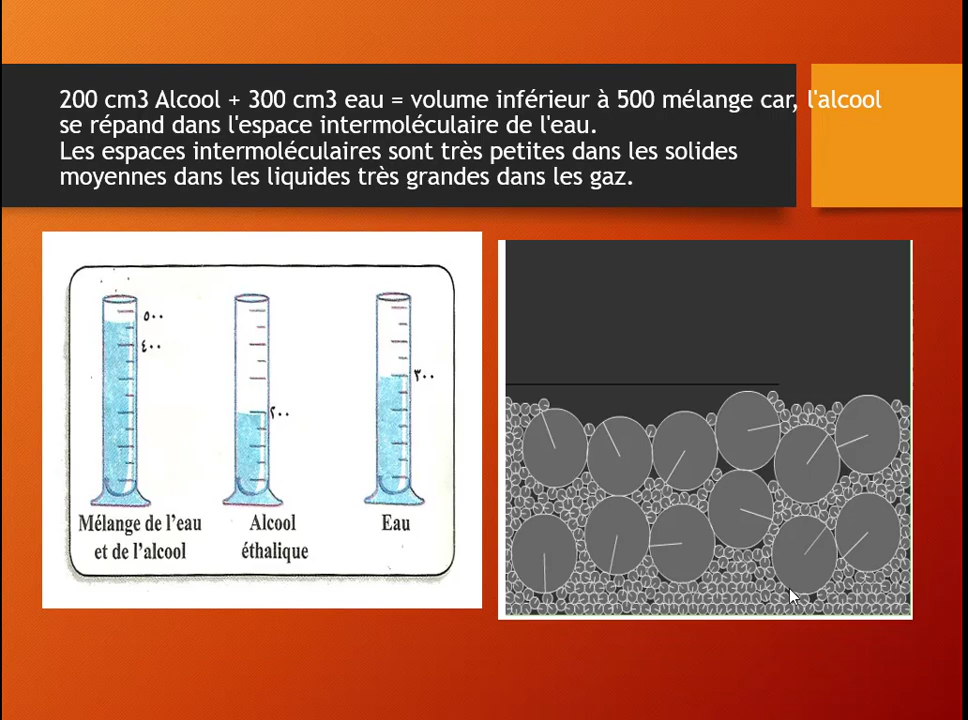 200 cm3 Alcool + 300 cm3 eau = volume inférieur à 500 mélange car, l'alcool
se répand dans l'espace intermoléculaire de l'eau.
Les espaces intermoléculaires sont très petites dans les solides
moyennes dans les liquides très grandes dans les gaz.
٥٠٠
٤٠٠
٢٠٠
٣٠٠
Mélange de l'eau
et de l'alcool
Alcool
éthalique
Eau